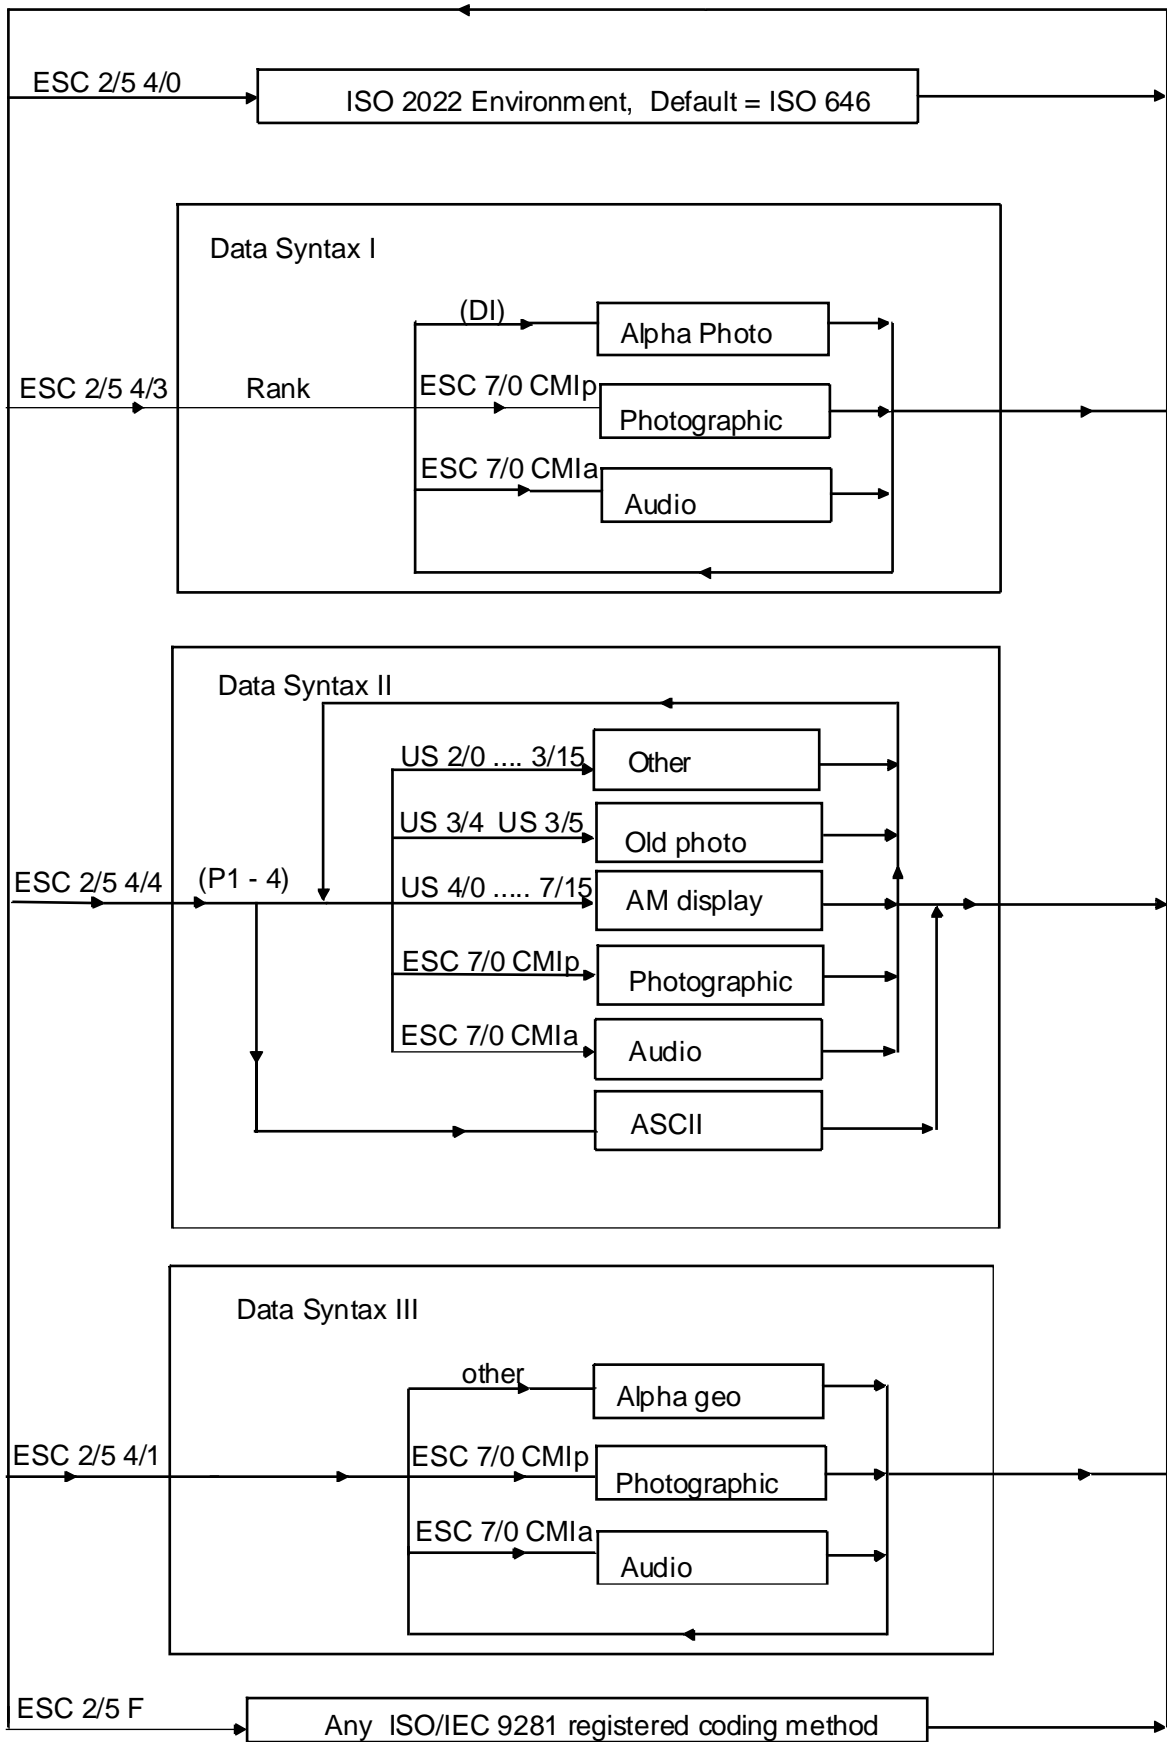 ESC 2/5 4/0
ISO 2022 Environment, Default = ISO 646
Data Syntax I
(DI)
Alpha Photo
ESC 2/5 4/3
Rank
ESC 7/0 CMIp
Photographic
ESC 7/0 CMIa
Audio
Data Syntax II
US 2/0 .... 3/15
Other
US 3/4 US 3/5
Old photo
ESC 2/5 4/4
(P1 - 4)
US 4/0 ..... 7/15
AM display
ESC 7/0 CMIp
Photographic
ESC 7/0 CMIa
Audio
ASCII
Data Syntax III
other
Alpha geo
ESC 2/5 4/1
ESC 7/0 CMIp
Photographic
ESC 7/0 CMIa
Audio
ESC 2/5 F
Any ISO/IEC 9281 registered coding method